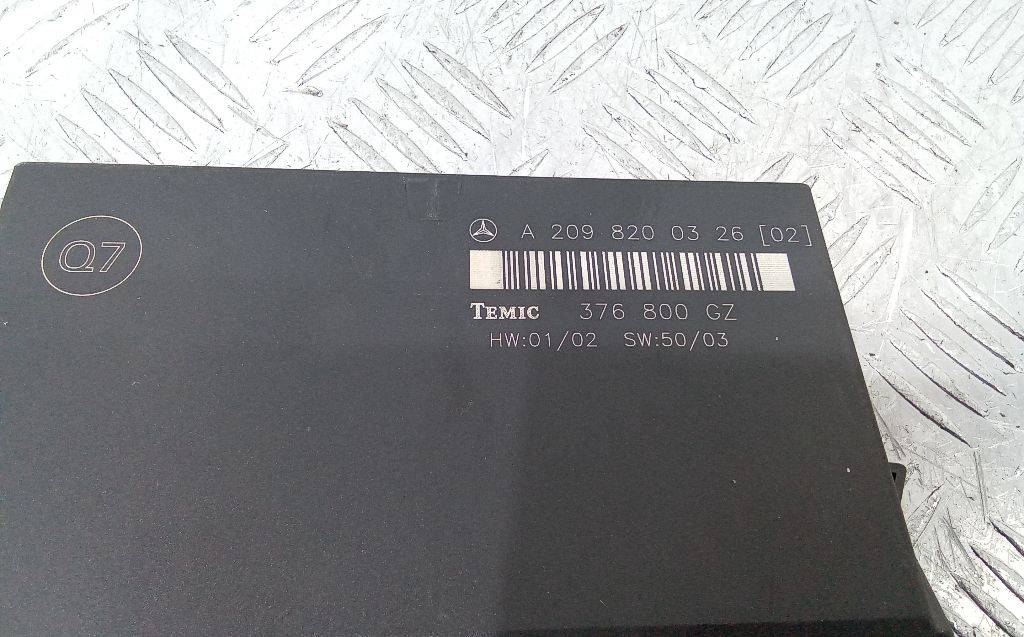 Q7
A 209 820 03 26 [02]
TEMIC 376 800 GZ
HW:01/02 SW:50/03